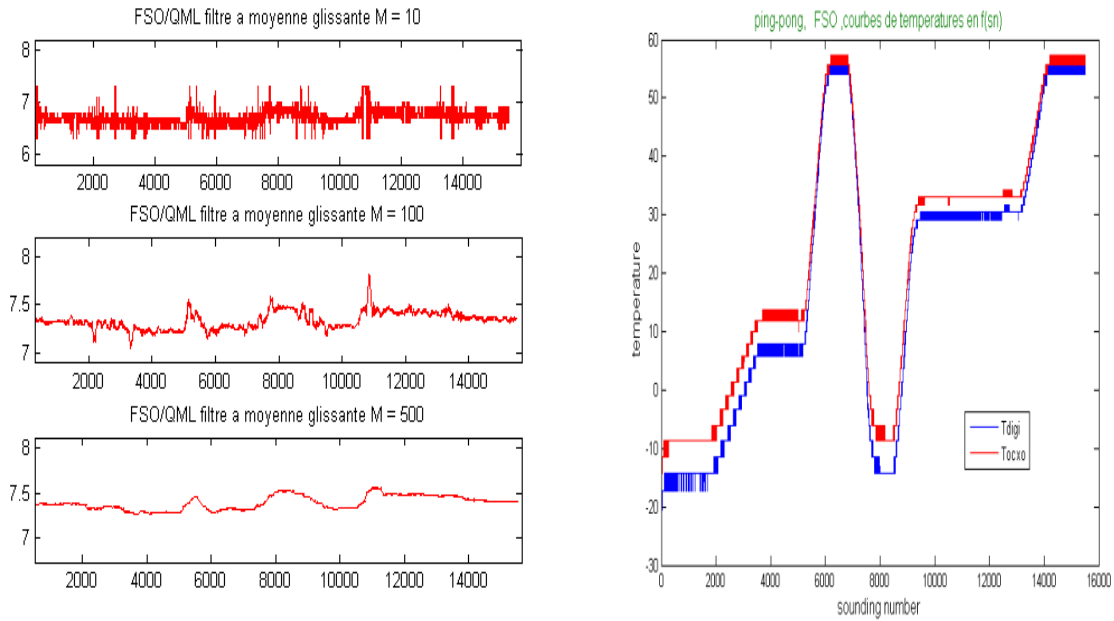 FSO/QML filtre a moyenne glissante M = 10
8
7
6
2000 4000 6000 8000 10000 12000 14000
FSO/QML filtre a moyenne glissante M = 100
8
7.5
7
2000 4000 6000 8000 10000 12000 14000
FSO/QML filtre a moyenne glissante M = 500
8
7.5
7
2000 4000 6000 8000 10000 12000 14000
ping-pong, FSO ,courbes de temperatures en f(sn)
60
50
40
30
20
10
0
-10
-20
-30
temperature
Tdigi
Tocxo
0 2000 4000 6000 8000 10000 12000 14000 16000
sounding number